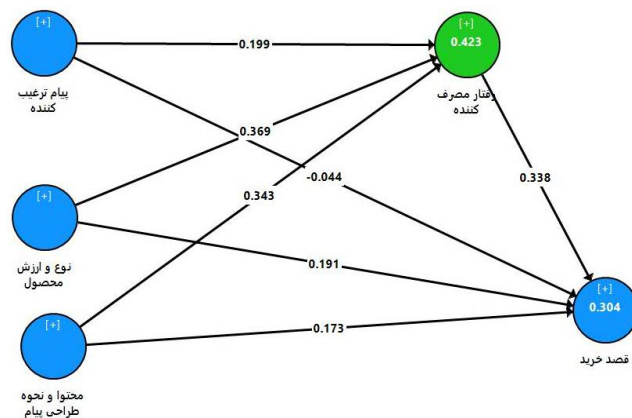 [+]
پیام ترغیب
کننده
[+]
0.423
رفتار مصرف
کننده
0.199
0.369
-0.044
0.343
0.338
[+]
نوع و ارزش
محصول
0.191
[+]
0.304
قصد خرید
0.173
[+]
محتوا و نحوه
طراحی پیام